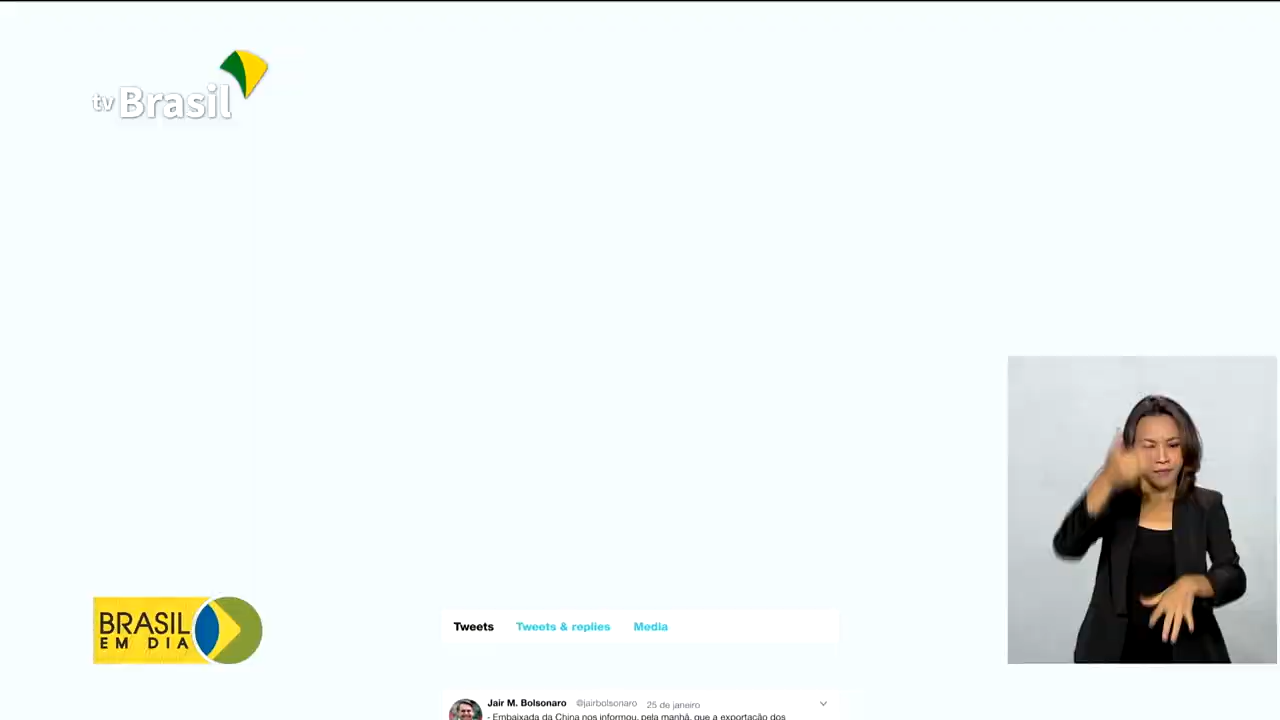 tv Brasil
BRASIL
EM DIA
Tweets Tweets & replies Media
Jair M. Bolsonaro @jairbolsonaro 25 de janeiro
- Embaixada da China nos informou, pela manhã, que a exportação dos